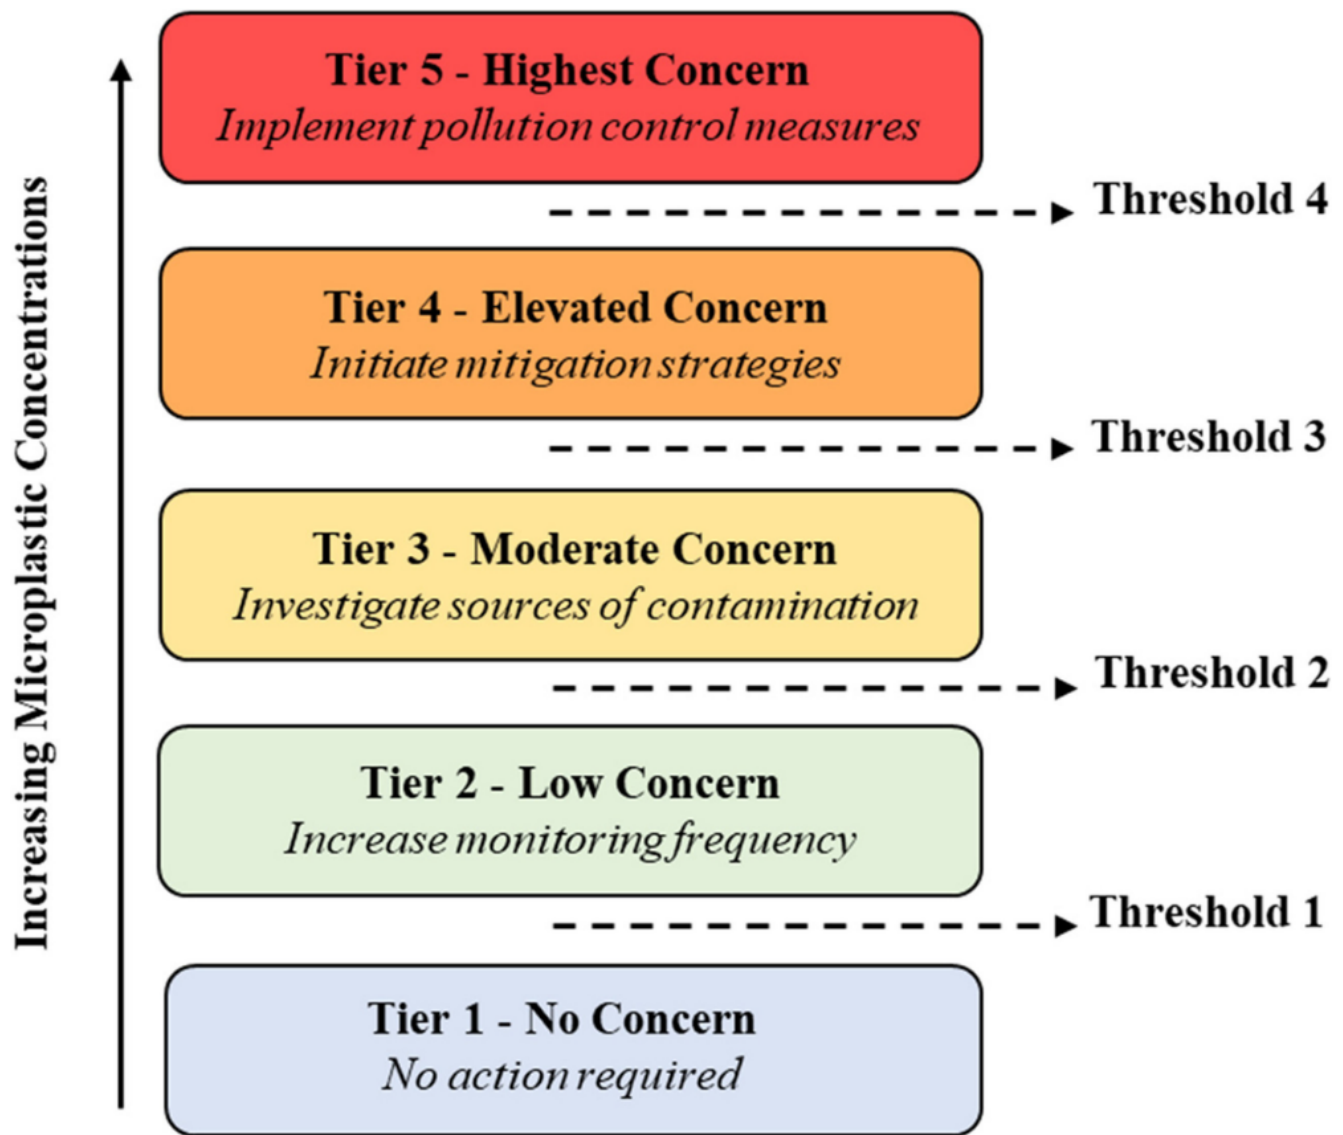 Increasing Microplastic Concentrations
Tier 5 - Highest Concern
Implement pollution control measures
Threshold 4
Tier 4 - Elevated Concern
Initiate mitigation strategies
Threshold 3
Tier 3 - Moderate Concern
Investigate sources of contamination
Threshold 2
Tier 2 - Low Concern
Increase monitoring frequency
Threshold 1
Tier 1 - No Concern
No action required